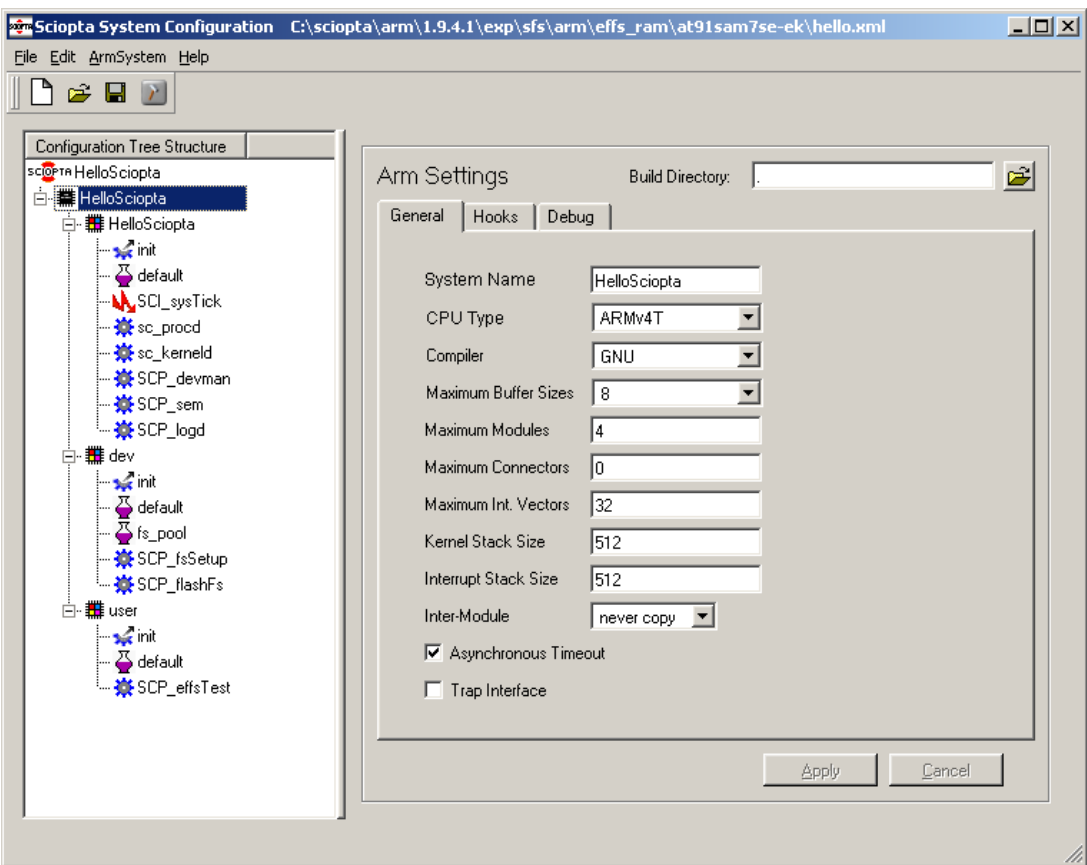 Sciopta System Configuration C:\sciopta\arm\1.9.4.1\exp\sfs\arm\effs_ram\at91sam7se-ek\hello.xml
File Edit ArmSystem Help
Configuration Tree Structure
SCIOPTA HelloSciopta
HelloSciopta
HelloSciopta
init
default
SCI_sysTick
sc_procd
sc_kerneld
SCP_devman
SCP_sem
SCP_logd
dev
init
default
fs_pool
SCP_fsSetup
SCP_flashFs
user
init
default
SCP_effsTest
Arm Settings Build Directory: .
General Hooks Debug
System Name HelloSciopta
CPU Type ARMv4T
Compiler GNU
Maximum Buffer Sizes 8
Maximum Modules 4
Maximum Connectors 0
Maximum Int. Vectors 32
Kernel Stack Size 512
Interrupt Stack Size 512
Inter-Module never copy
Asynchronous Timeout
Trap Interface
Apply Cancel